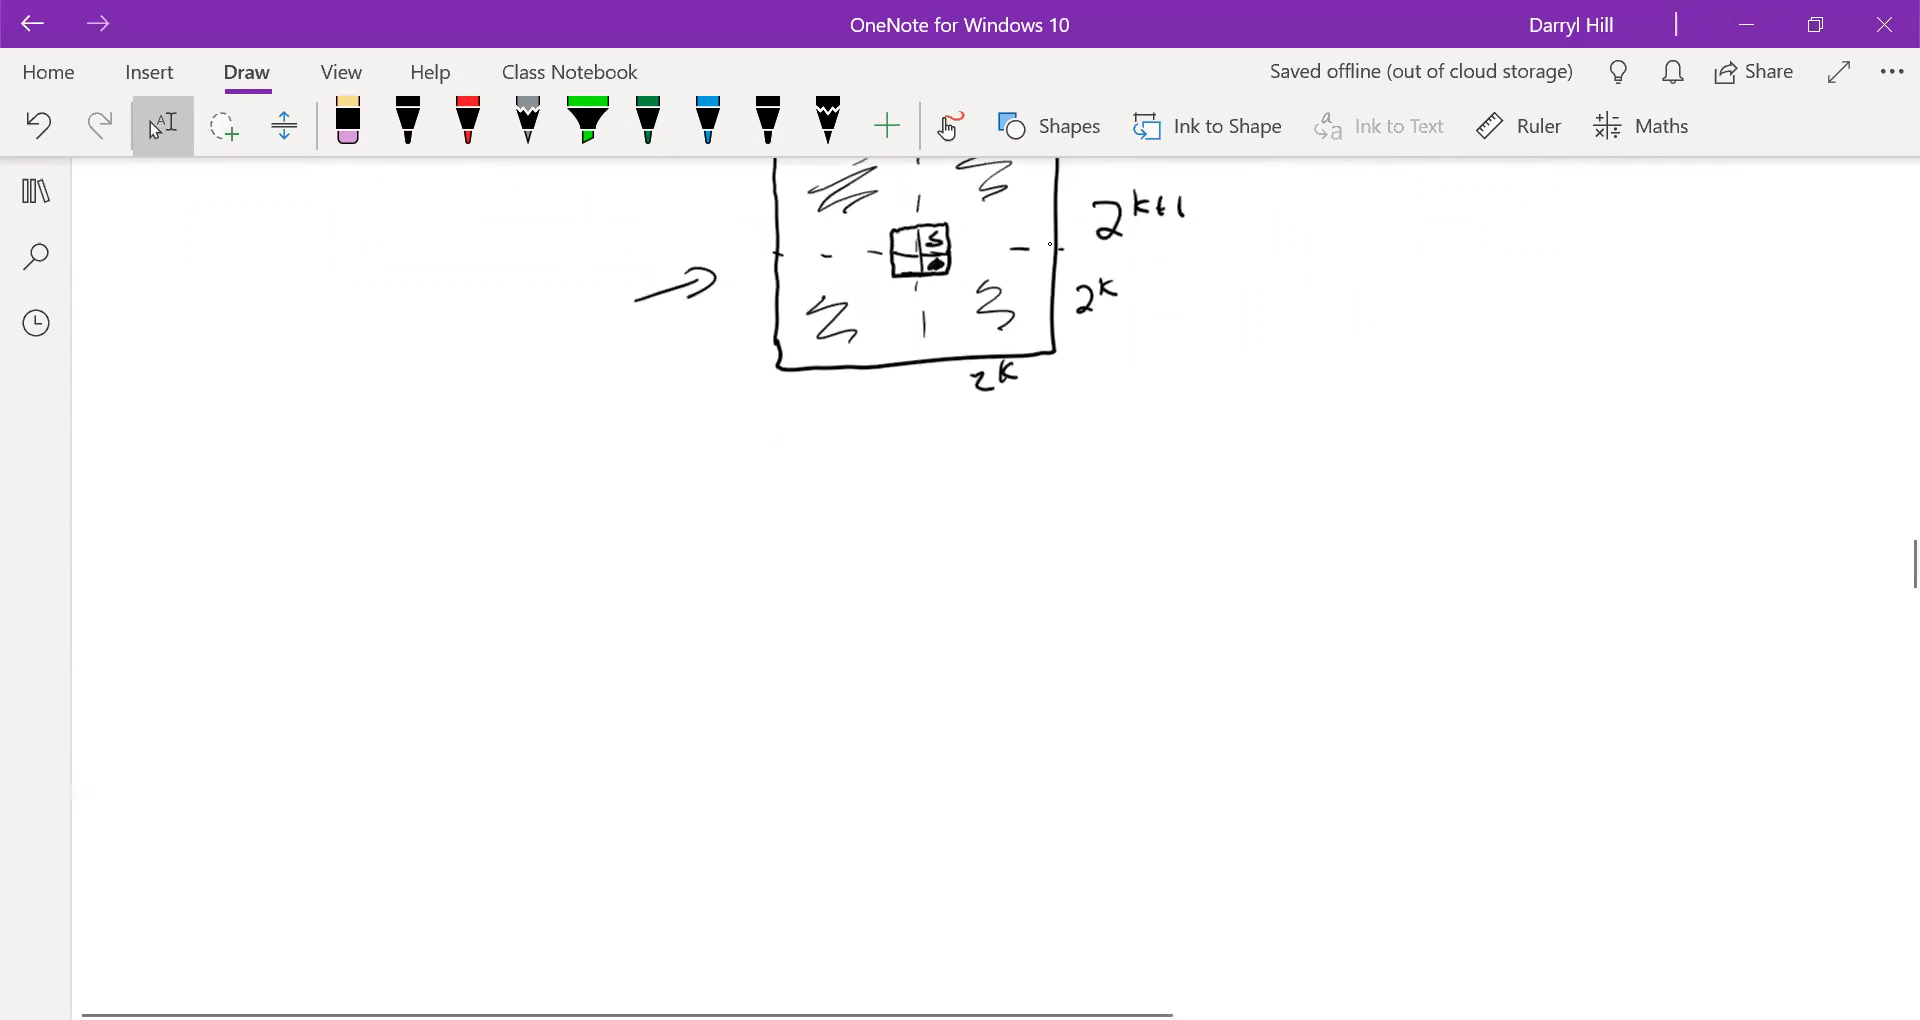 OneNote for Windows 10
Darryl Hill
Home Insert Draw View Help Class Notebook
Saved offline (out of cloud storage) Share
Shapes Ink to Shape Ink to Text Ruler Maths
2^{k+1}
S
2^k
2^k